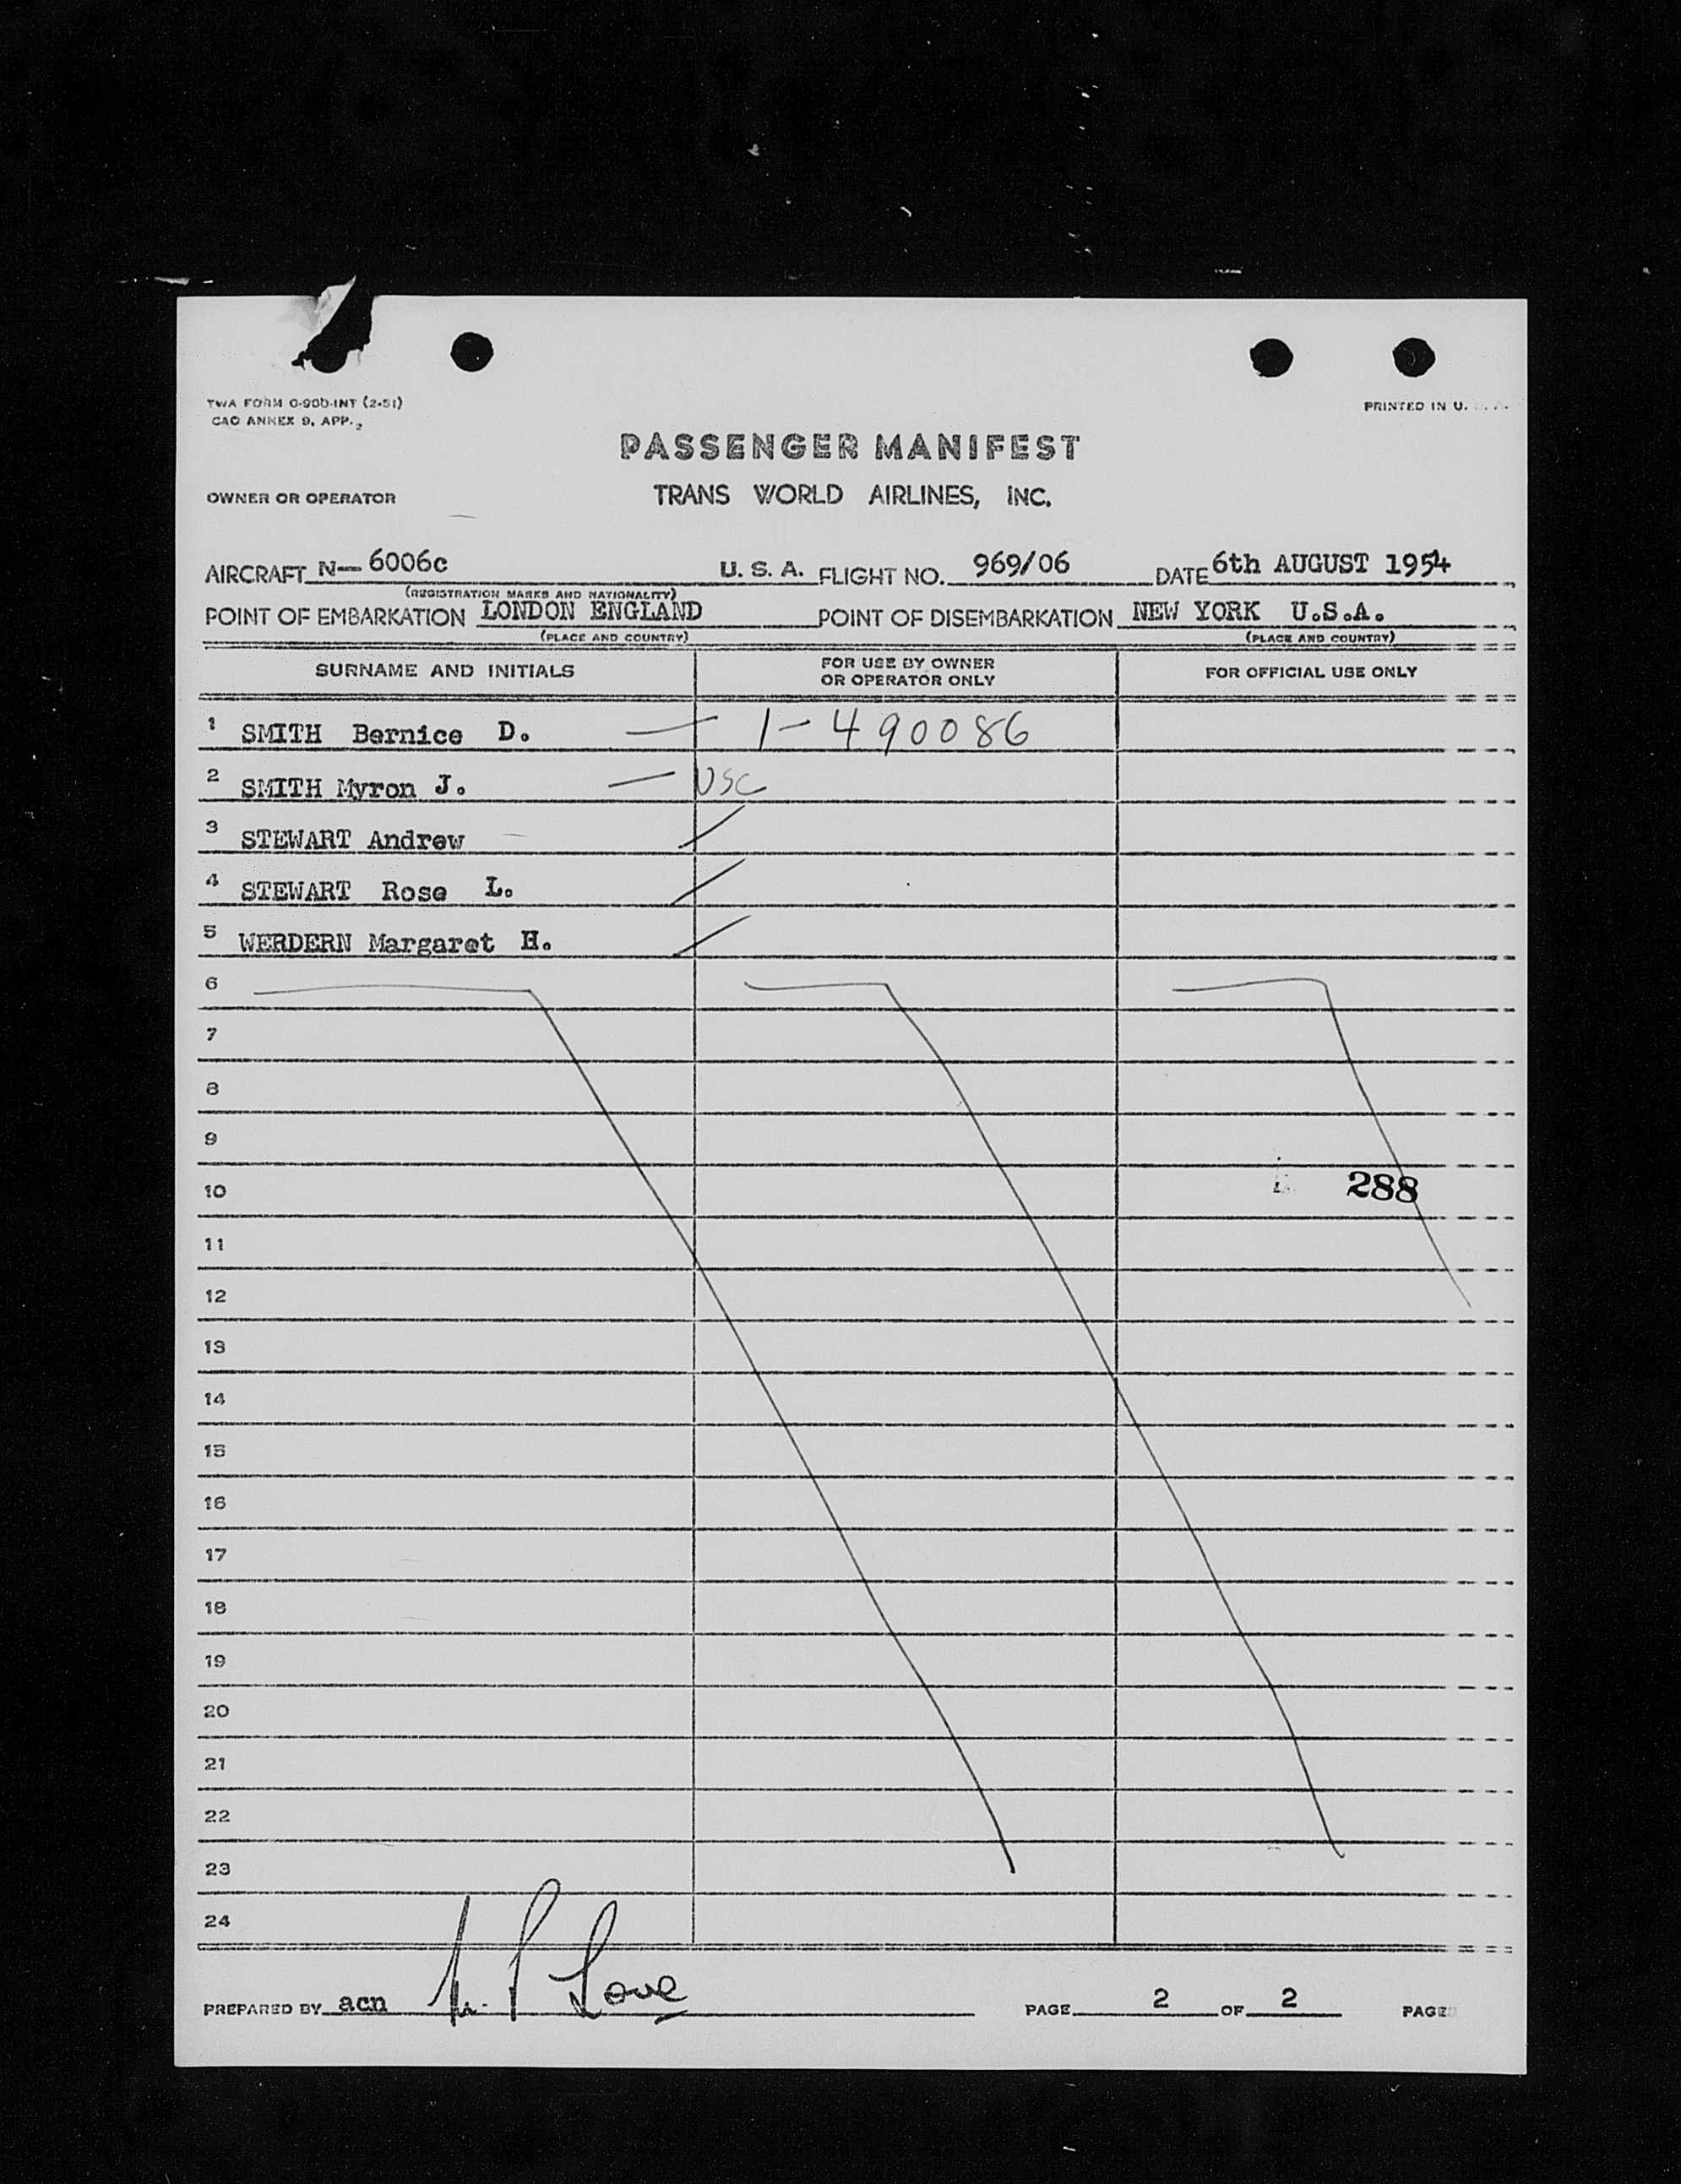 TWA FORM O-90D-INT (2-51)
CAO ANNEX 9, APP. 2
PRINTED IN U.
PASSENGER MANIFEST
OWNER OR OPERATOR TRANS WORLD AIRLINES, INC.
AIRCRAFT N— 6006c U. S. A. FLIGHT NO. 969/06 DATE 6th AUGUST 1954
(REGISTRATION MARKS AND NATIONALITY)
POINT OF EMBARKATION LONDON ENGLAND POINT OF DISEMBARKATION NEW YORK U.S.A.
(PLACE AND COUNTRY) (PLACE AND COUNTRY)
SURNAME AND INITIALS FOR USE BY OWNER OR OPERATOR ONLY FOR OFFICIAL USE ONLY
1 SMITH Bernice D. — 1-490086
2 SMITH Myron J. — USC
3 STEWART Andrew
4 STEWART Rose L.
5 WERDERN Margaret H.
6
7
8
9
10 288
11
12
13
14
15
16
17
18
19
20
21
22
23
24
PREPARED BY acn Love PAGE 2 OF 2 PAGES